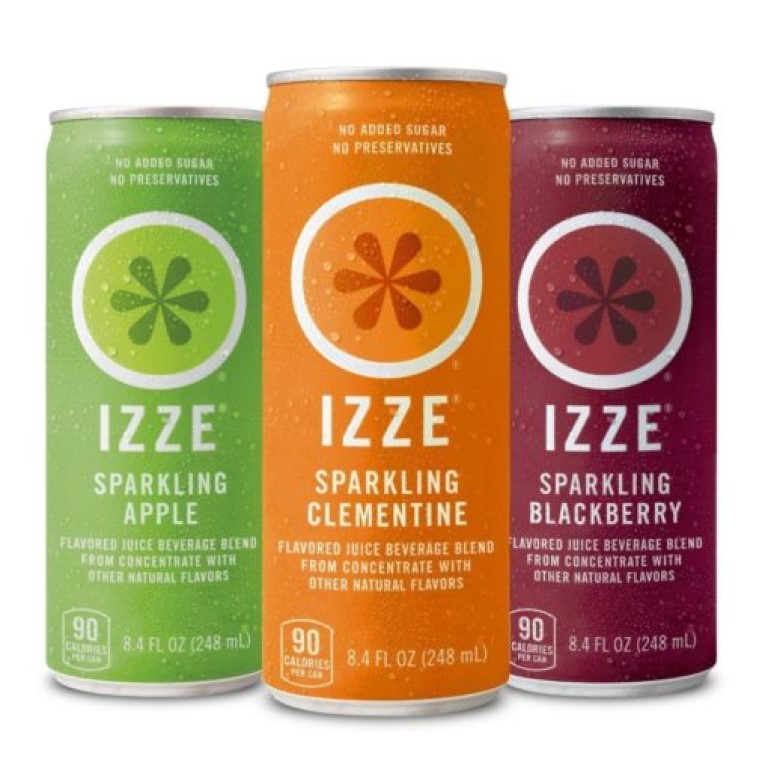 NO ADDED SUGAR
NO PRESERVATIVES
IZZE®
SPARKLING
APPLE
FLAVORED JUICE BEVERAGE BLEND
FROM CONCENTRATE WITH
OTHER NATURAL FLAVORS
90
CALORIES
PER CAN
8.4 FL OZ (248 mL)
NO ADDED SUGAR
NO PRESERVATIVES
IZZE®
SPARKLING
CLEMENTINE
FLAVORED JUICE BEVERAGE BLEND
FROM CONCENTRATE WITH
OTHER NATURAL FLAVORS
90
CALORIES
PER CAN
8.4 FL OZ (248 mL)
NO ADDED SUGAR
NO PRESERVATIVES
IZZE®
SPARKLING
BLACKBERRY
FLAVORED JUICE BEVERAGE BLEND
FROM CONCENTRATE WITH
OTHER NATURAL FLAVORS
90
CALORIES
PER CAN
8.4 FL OZ (248 mL)